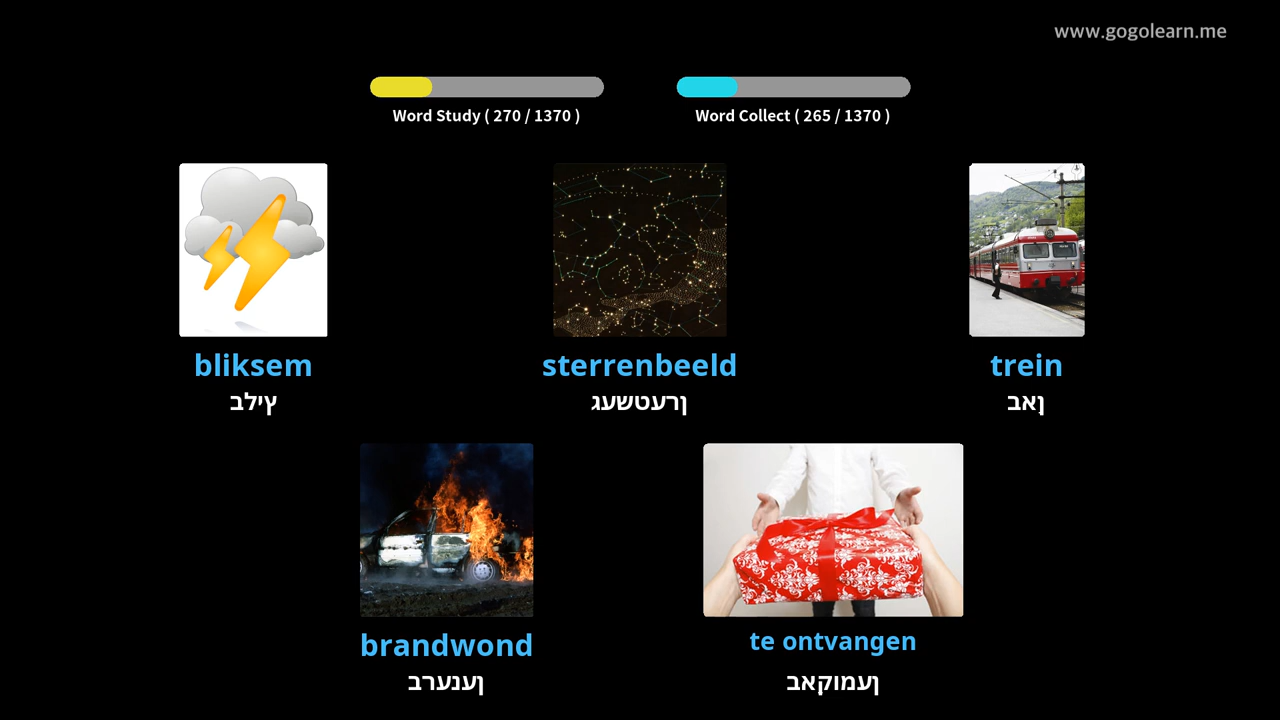 www.gogolearn.me
Word Study ( 270 / 1370 )
Word Collect ( 265 / 1370 )
bliksem
sterrenbeeld
trein
בליץ
געשטערן
באַן
brandwond
te ontvangen
ברענען
באַקומען